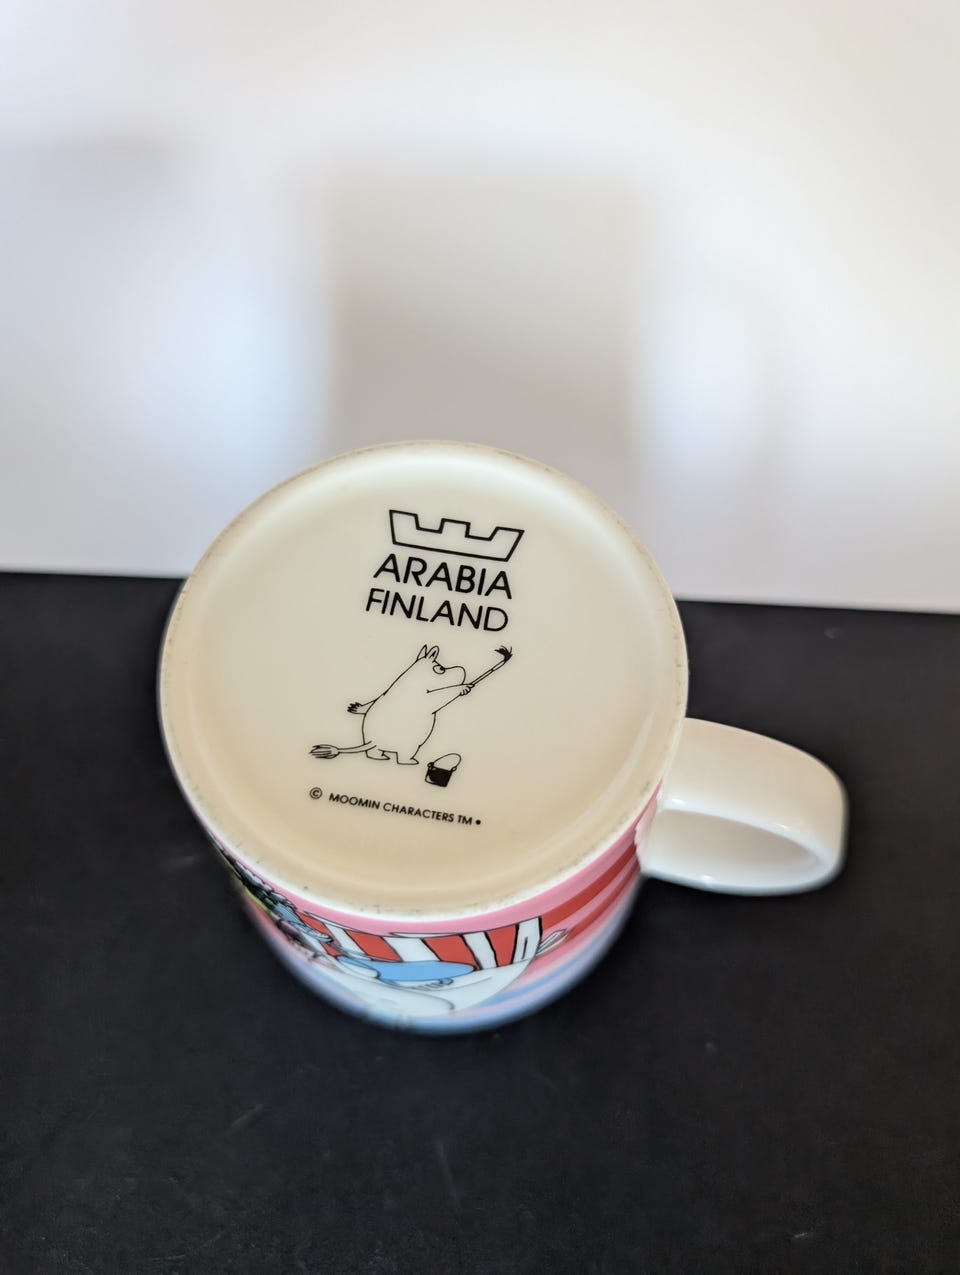 ARABIA
FINLAND
© MOOMIN CHARACTERS TM •